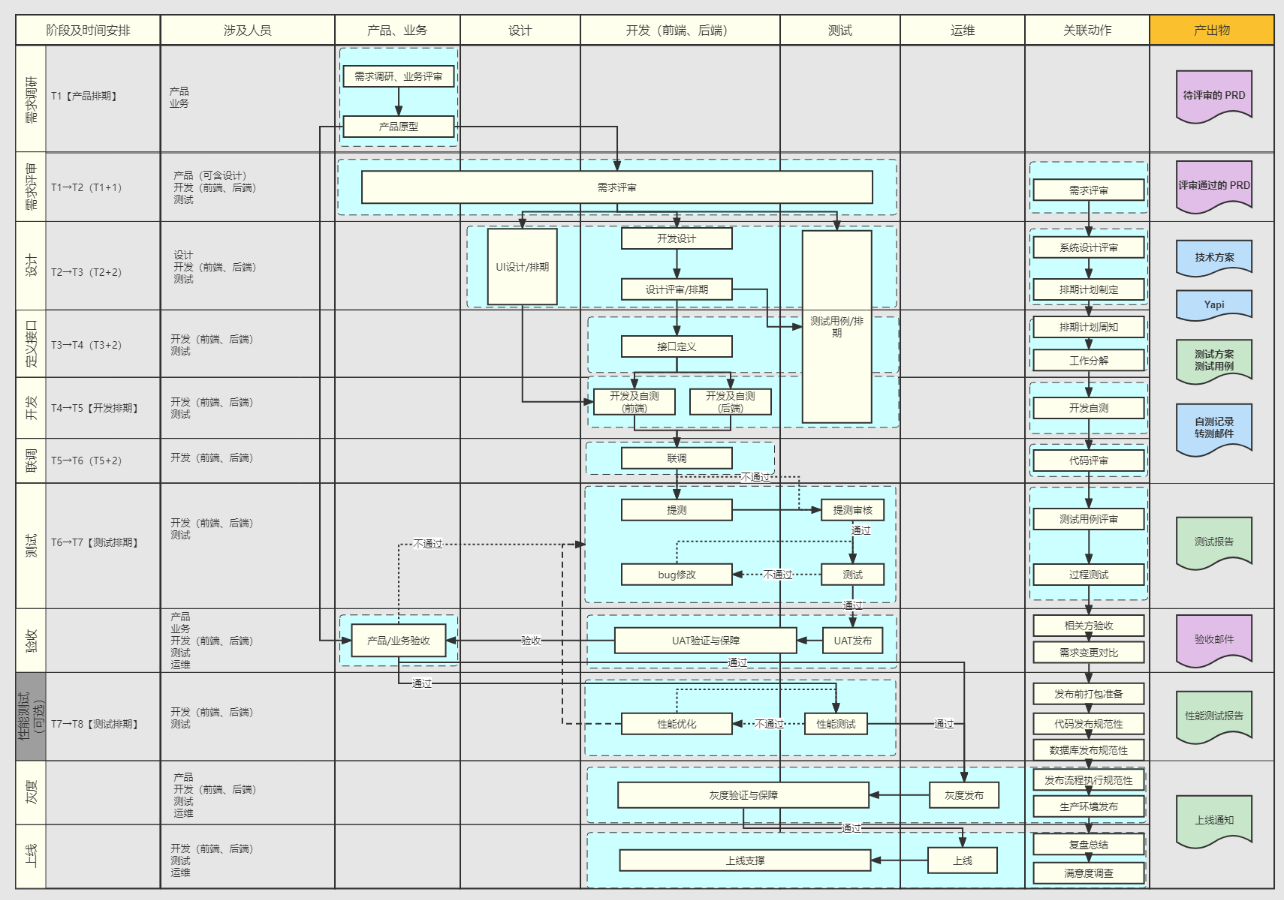 阶段及时间安排
涉及人员
产品、业务
设计
开发（前端、后端）
测试
运维
关联动作
产出物
需求调研
T1【产品排期】
产品
业务
需求调研、业务评审
产品原型
待评审的 PRD
需求评审
T1→T2（T1+1）
产品（可含设计）
开发（前端、后端）
测试
需求评审
需求评审
评审通过的 PRD
设计
T2→T3（T2+2）
设计
开发（前端、后端）
测试
UI设计/排期
开发设计
设计评审/排期
测试用例/排
期
系统设计评审
排期计划制定
技术方案
Yapi
定义接口
T3→T4（T3+2）
开发（前端、后端）
测试
接口定义
排期计划周知
工作分解
测试方案
测试用例
开发
T4→T5【开发排期】
开发（前端、后端）
测试
开发及自测
(前端)
开发及自测
(后端)
开发自测
自测记录
转测邮件
联调
T5→T6（T5+2）
开发（前端、后端）
联调
代码评审
测试
T6→T7【测试排期】
开发（前端、后端）
测试
不通过
提测
提测审核
通过
不通过
bug修改
不通过
测试
通过
测试用例评审
过程测试
测试报告
验收
产品
业务
开发（前端、后端）
测试
运维
产品/业务验收
验收
UAT验证与保障
UAT发布
通过
相关方验收
需求变更对比
验收邮件
性能测试
（可选）
T7→T8【测试排期】
开发（前端、后端）
测试
通过
性能优化
不通过
性能测试
通过
发布前打包准备
代码发布规范性
数据库发布规范性
性能测试报告
灰度
产品
开发（前端、后端）
测试
运维
灰度验证与保障
灰度发布
通过
发布流程执行规范性
生产环境发布
上线通知
上线
开发（前端、后端）
测试
运维
上线支撑
上线
复盘总结
满意度调查